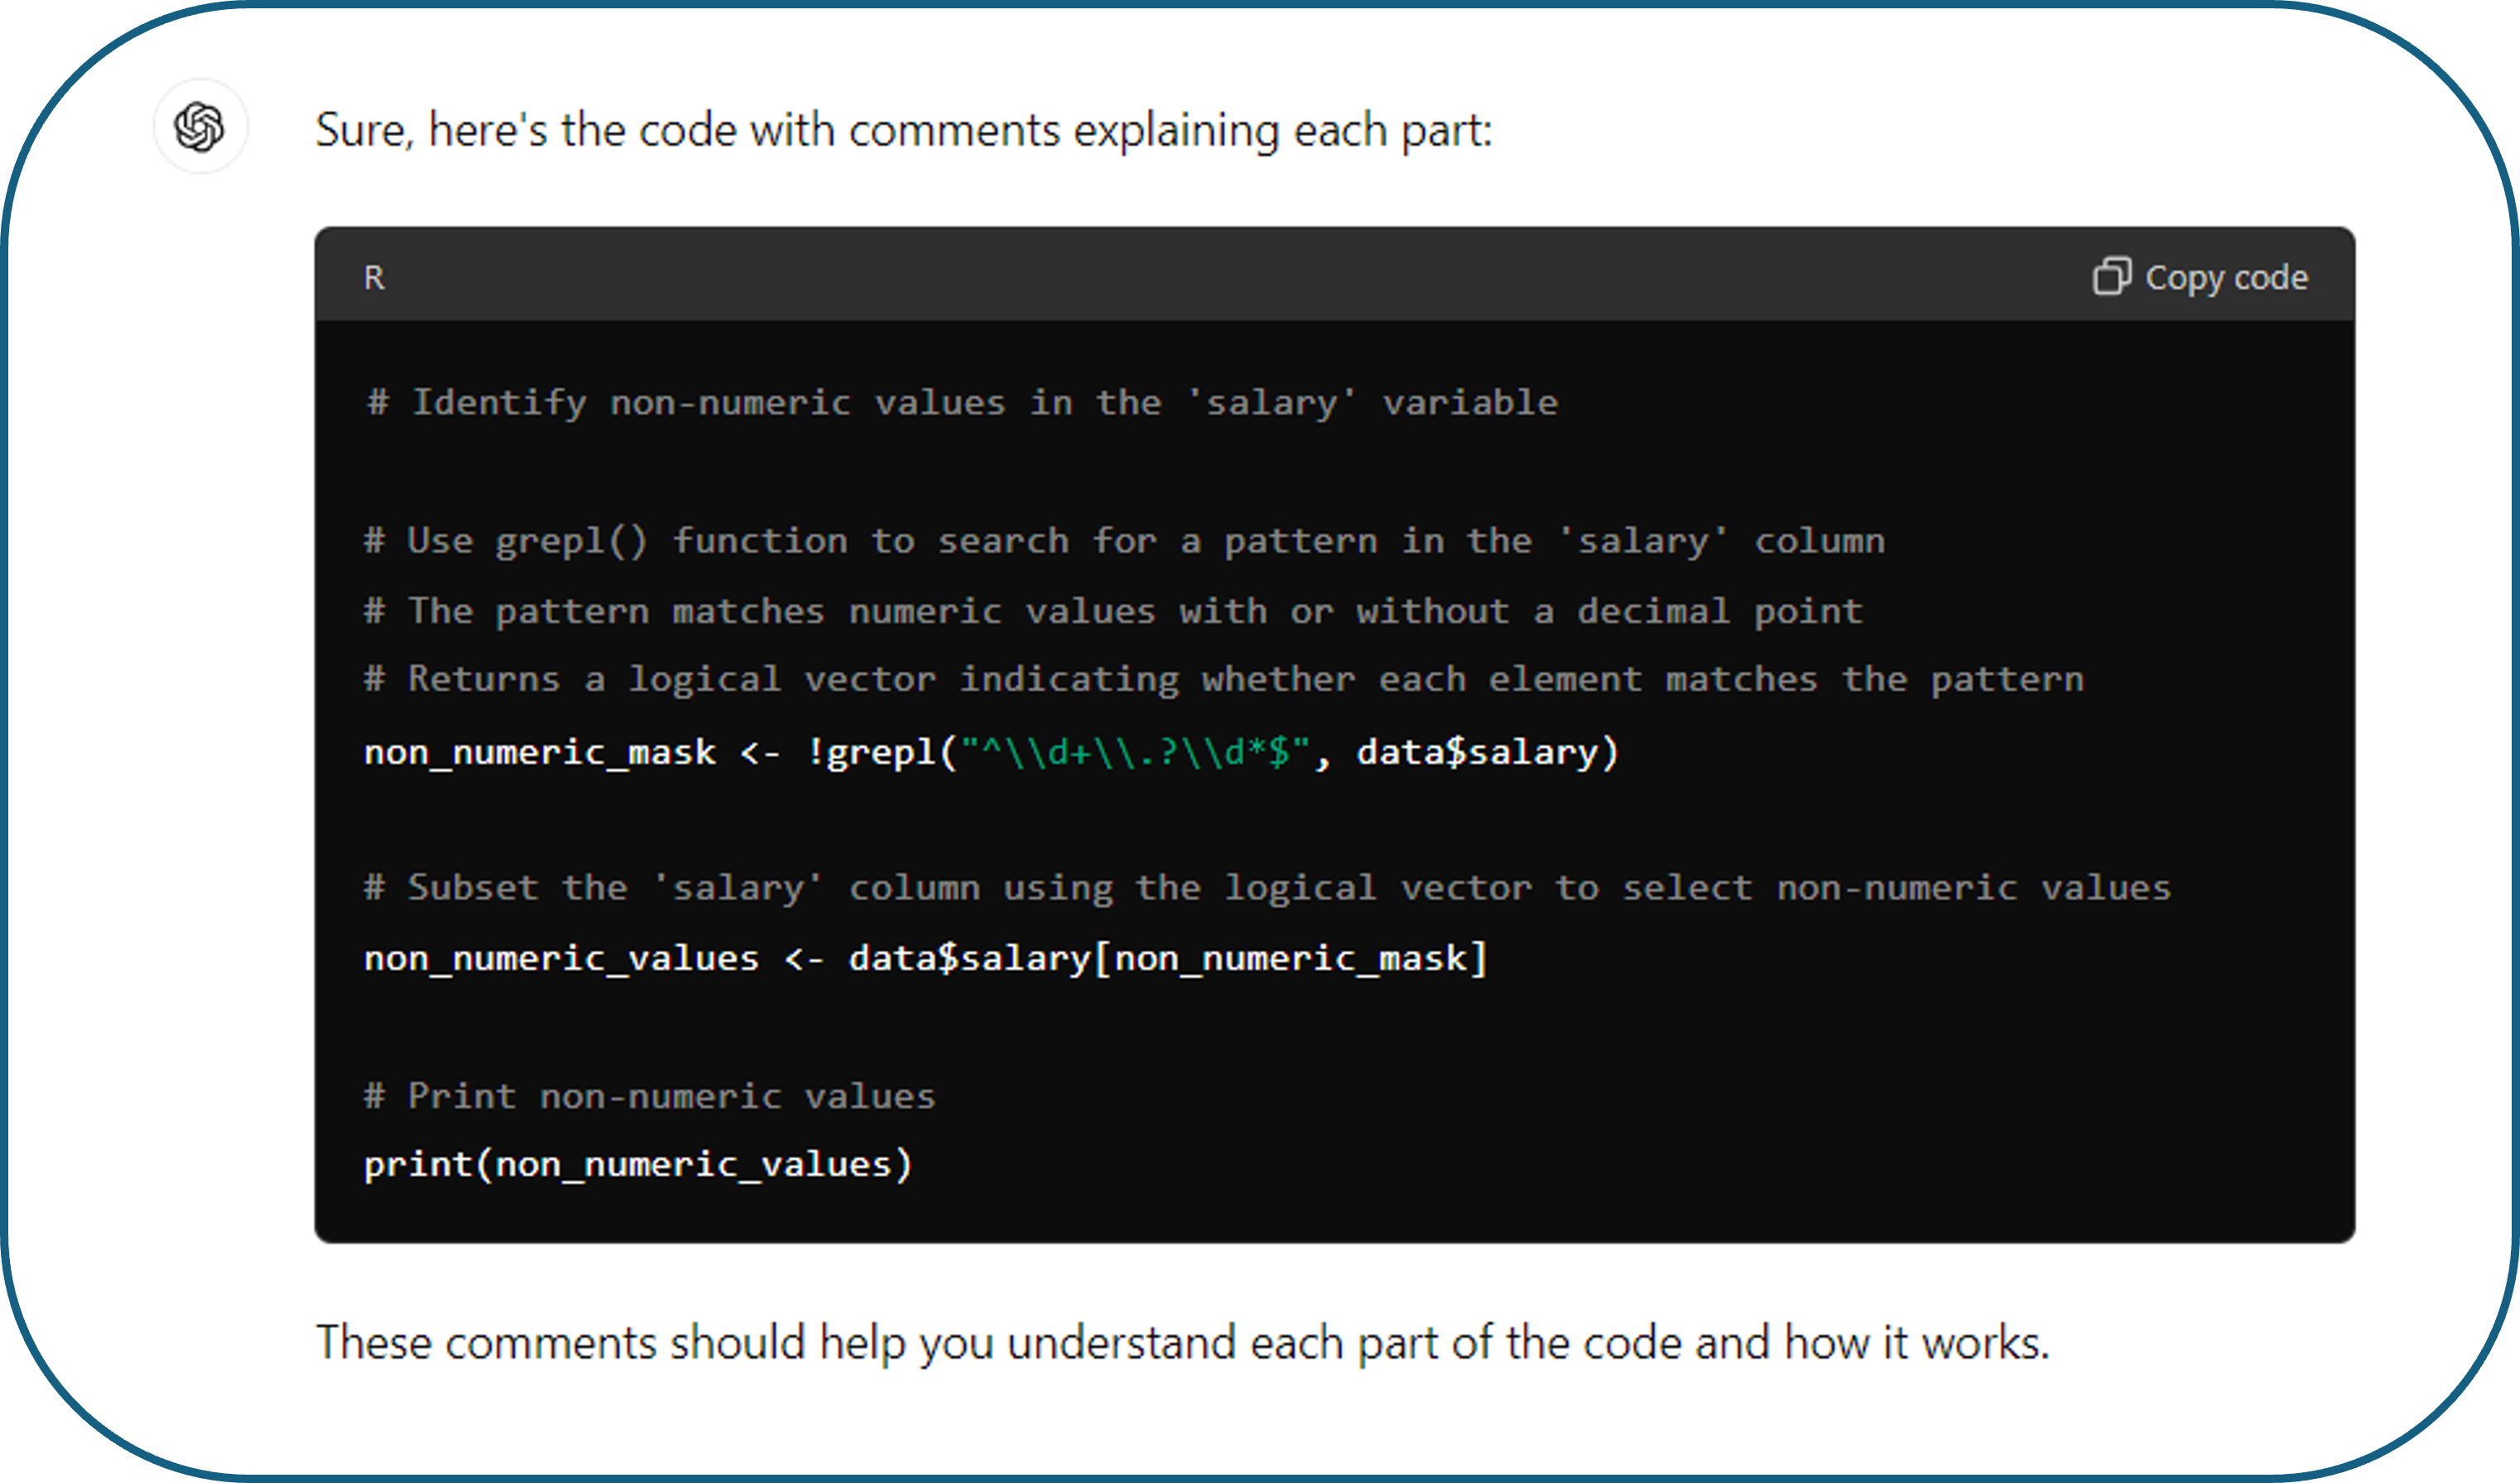 Sure, here's the code with comments explaining each part:
R
Copy code
# Identify non-numeric values in the 'salary' variable
# Use grepl() function to search for a pattern in the 'salary' column
# The pattern matches numeric values with or without a decimal point
# Returns a logical vector indicating whether each element matches the pattern
non_numeric_mask <- !grepl("^\\d+\\.?\\d*$", data$salary)
# Subset the 'salary' column using the logical vector to select non-numeric values
non_numeric_values <- data$salary[non_numeric_mask]
# Print non-numeric values
print(non_numeric_values)
These comments should help you understand each part of the code and how it works.